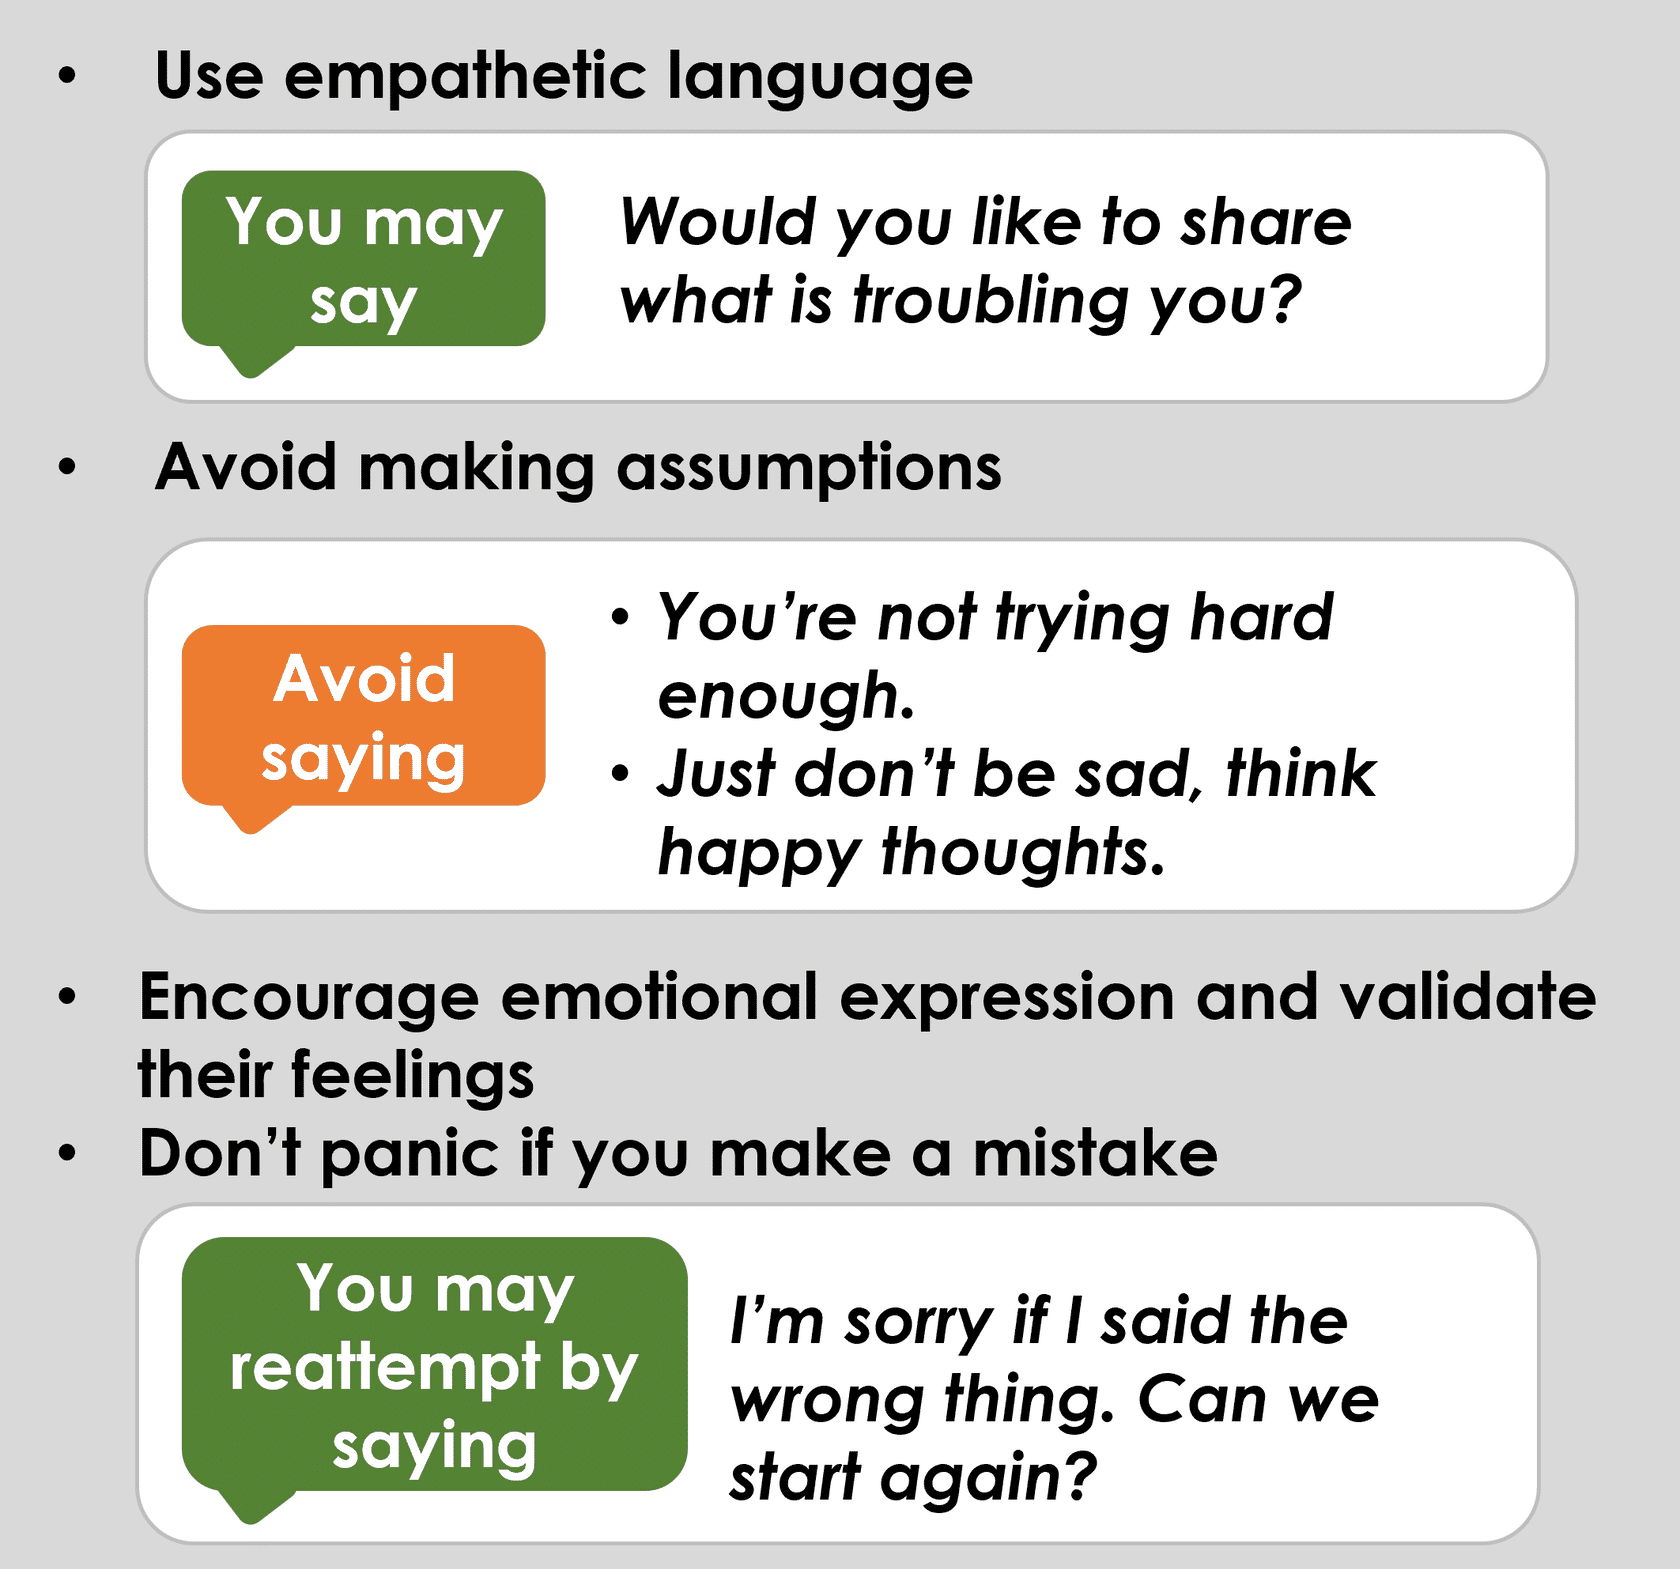 • Use empathetic language
You may
say
Would you like to share
what is troubling you?
• Avoid making assumptions
Avoid
saying
• You’re not trying hard
enough.
• Just don’t be sad, think
happy thoughts.
• Encourage emotional expression and validate
their feelings
• Don’t panic if you make a mistake
You may
reattempt by
saying
I’m sorry if I said the
wrong thing. Can we
start again?